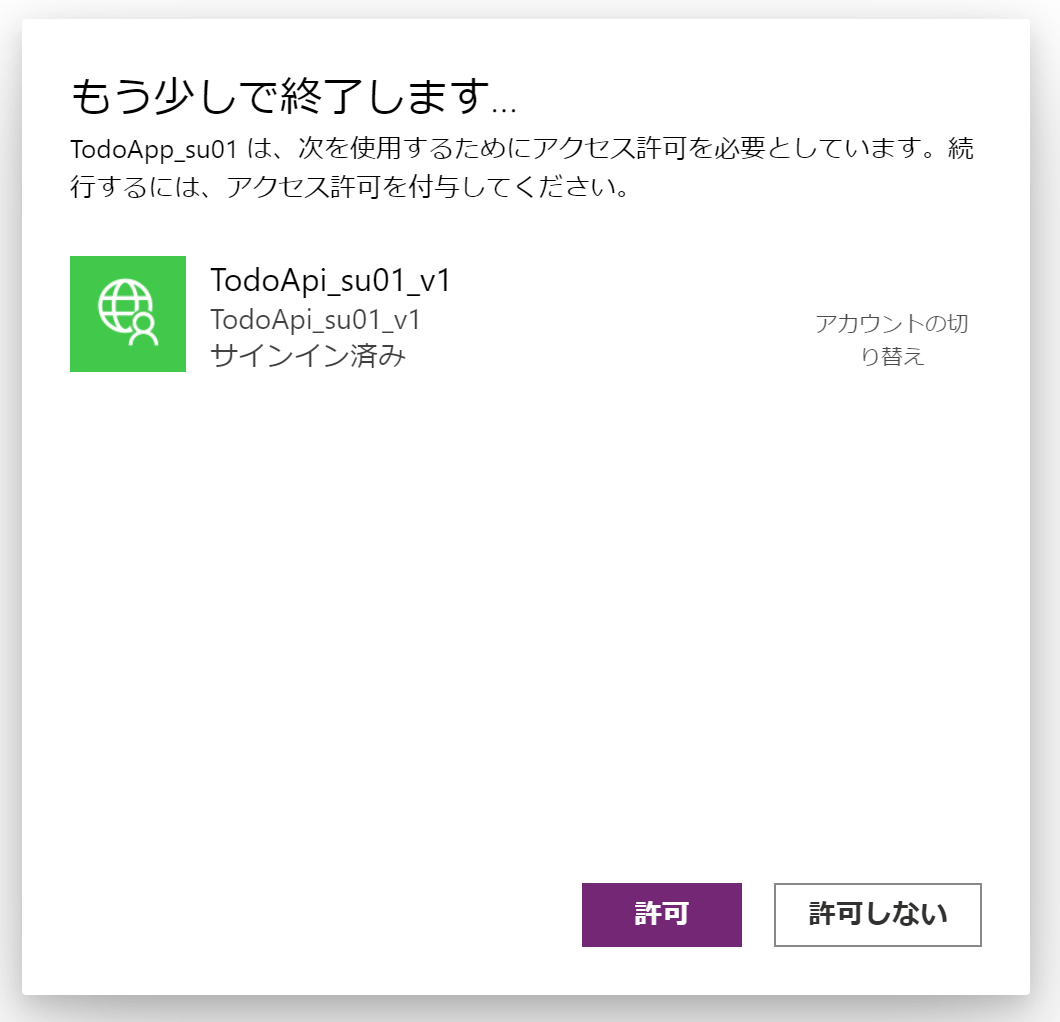 もう少しで終了します...
TodoApp_su01 は、次を使用するためにアクセス許可を必要としています。続
行するには、アクセス許可を付与してください。
TodoApi_su01_v1
TodoApi_su01_v1
サインイン済み
アカウントの切
り替え
許可
許可しない